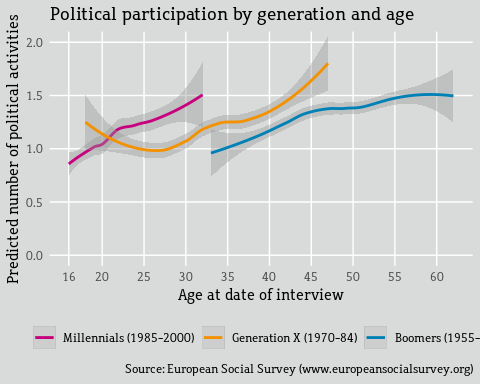 Political participation by generation and age
Predicted number of political activities
2.0
1.5
1.0
0.5
0.0
16 20 25 30 35 40 45 50 55 60
Age at date of interview
Millennials (1985–2000) Generation X (1970–84) Boomers (1955–
Source: European Social Survey (www.europeansocialsurvey.org)